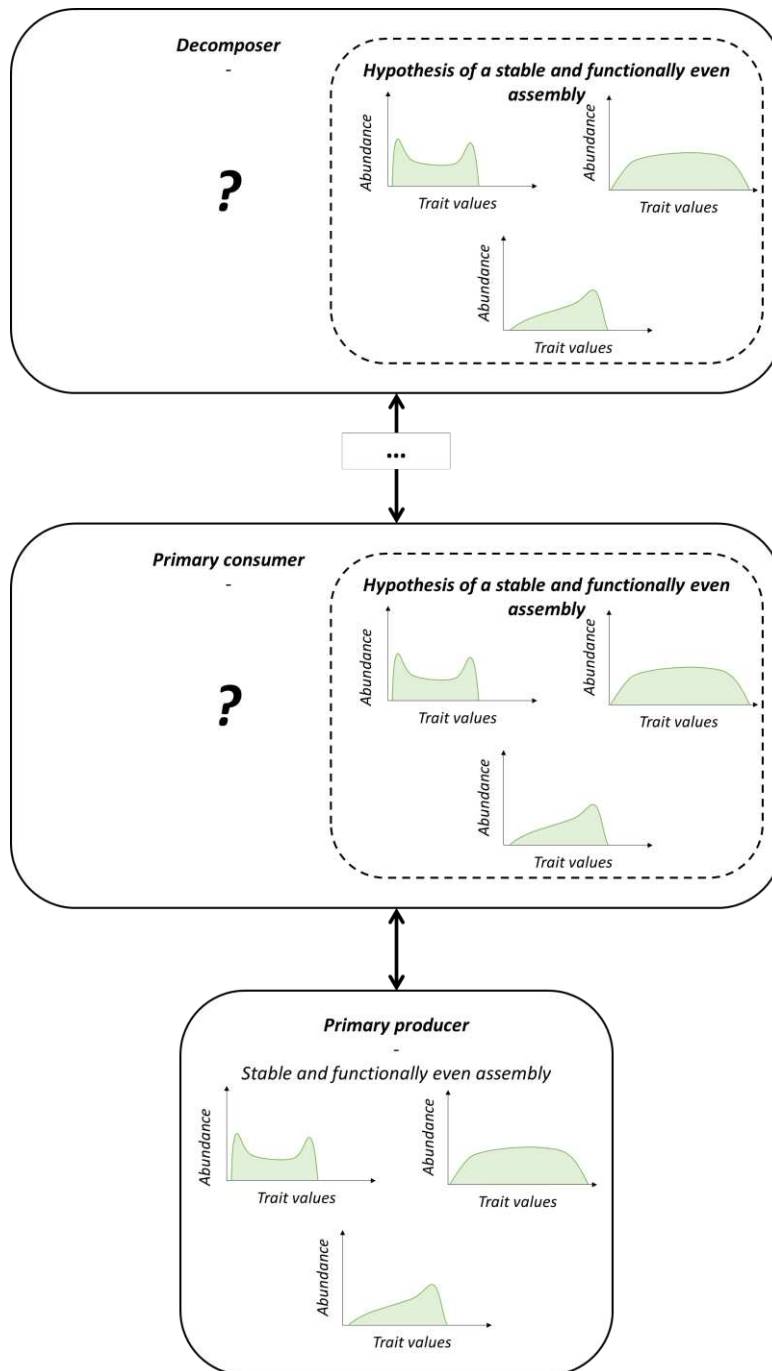 Decomposer
-
?
Hypothesis of a stable and functionally even
assembly
Abundance
Trait values
Abundance
Trait values
Abundance
Trait values
...
Primary consumer
-
?
Hypothesis of a stable and functionally even
assembly
Abundance
Trait values
Abundance
Trait values
Abundance
Trait values
Primary producer
-
Stable and functionally even assembly
Abundance
Trait values
Abundance
Trait values
Abundance
Trait values